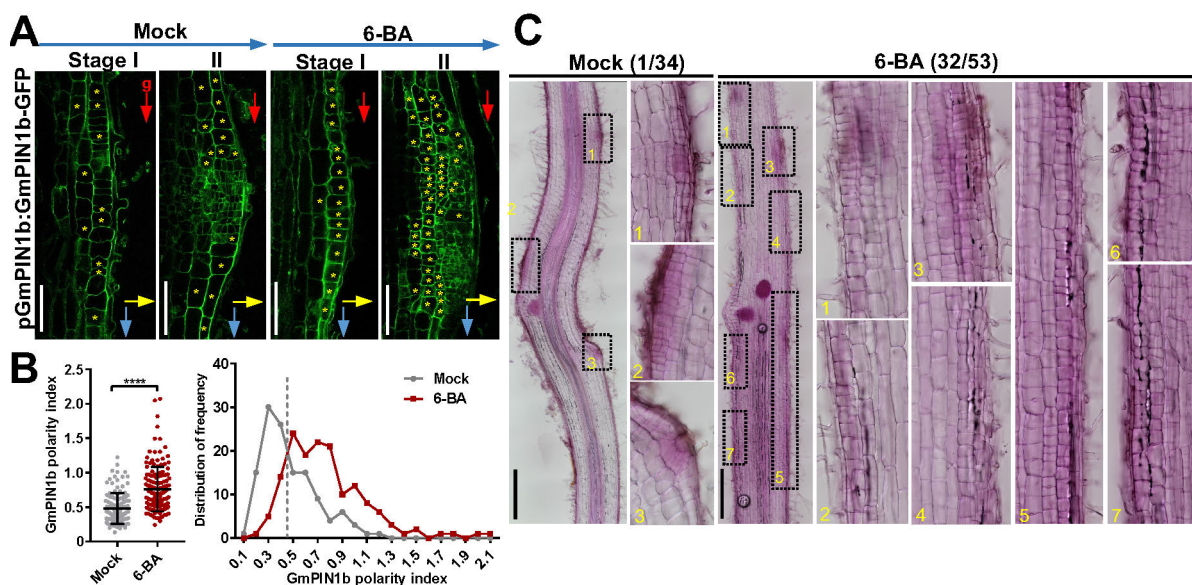 A
Mock
6-BA
Stage I
II
Stage I
II
g
pGmPIN1b:GmPIN1b-GFP
B
GmPIN1b polarity index
2.5
2.0
1.5
1.0
0.5
0.0
****
Mock
6-BA
Distribution of frequency
40
30
20
10
0
Mock
6-BA
0.1
0.3
0.5
0.7
0.9
1.1
1.3
1.5
1.7
1.9
2.1
GmPIN1b polarity index
C
Mock (1/34)
6-BA (32/53)
1
2
3
1
2
3
1
2
3
4
5
6
7
1
2
3
4
5
6
7